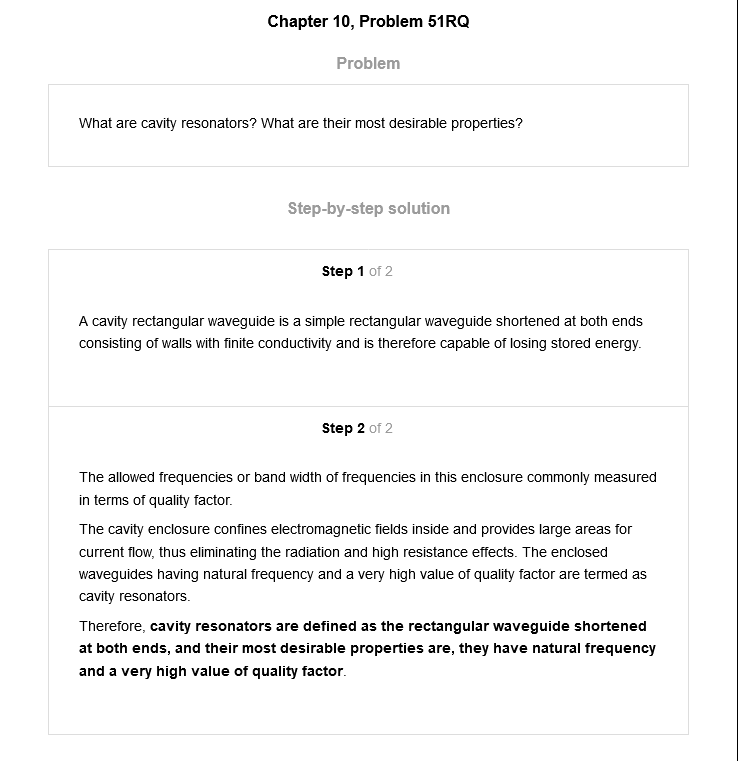 Chapter 10, Problem 51RQ
Problem
What are cavity resonators? What are their most desirable properties?
Step-by-step solution
Step 1 of 2
A cavity rectangular waveguide is a simple rectangular waveguide shortened at both ends
consisting of walls with finite conductivity and is therefore capable of losing stored energy.
Step 2 of 2
The allowed frequencies or band width of frequencies in this enclosure commonly measured
in terms of quality factor.
The cavity enclosure confines electromagnetic fields inside and provides large areas for
current flow, thus eliminating the radiation and high resistance effects. The enclosed
waveguides having natural frequency and a very high value of quality factor are termed as
cavity resonators.
Therefore, cavity resonators are defined as the rectangular waveguide shortened
at both ends, and their most desirable properties are, they have natural frequency
and a very high value of quality factor.